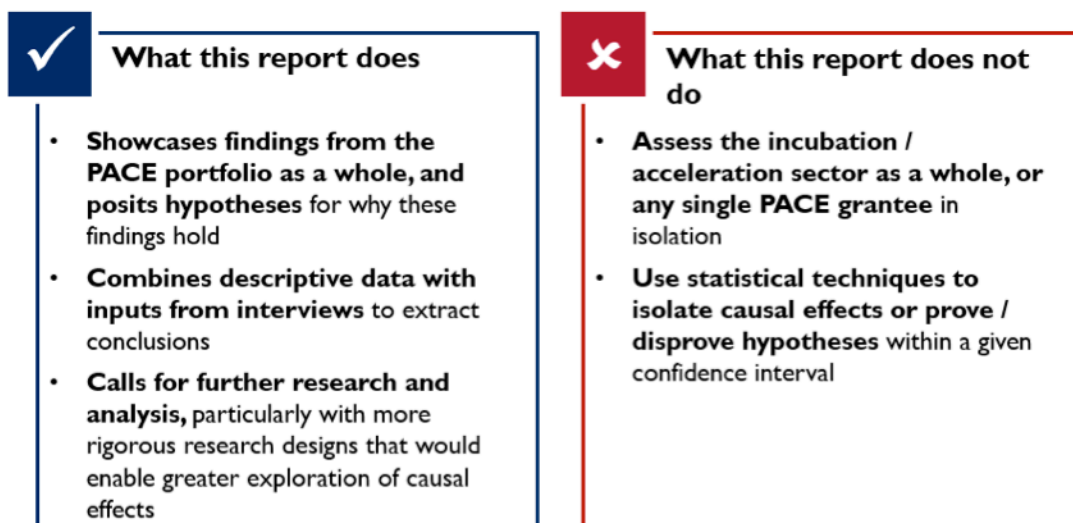 What this report does
• Showcases findings from the
PACE portfolio as a whole, and
posits hypotheses for why these
findings hold
• Combines descriptive data with
inputs from interviews to extract
conclusions
• Calls for further research and
analysis, particularly with more
rigorous research designs that would
enable greater exploration of causal
effects
What this report does not
do
• Assess the incubation /
acceleration sector as a whole, or
any single PACE grantee in
isolation
• Use statistical techniques to
isolate causal effects or prove /
disprove hypotheses within a given
confidence interval